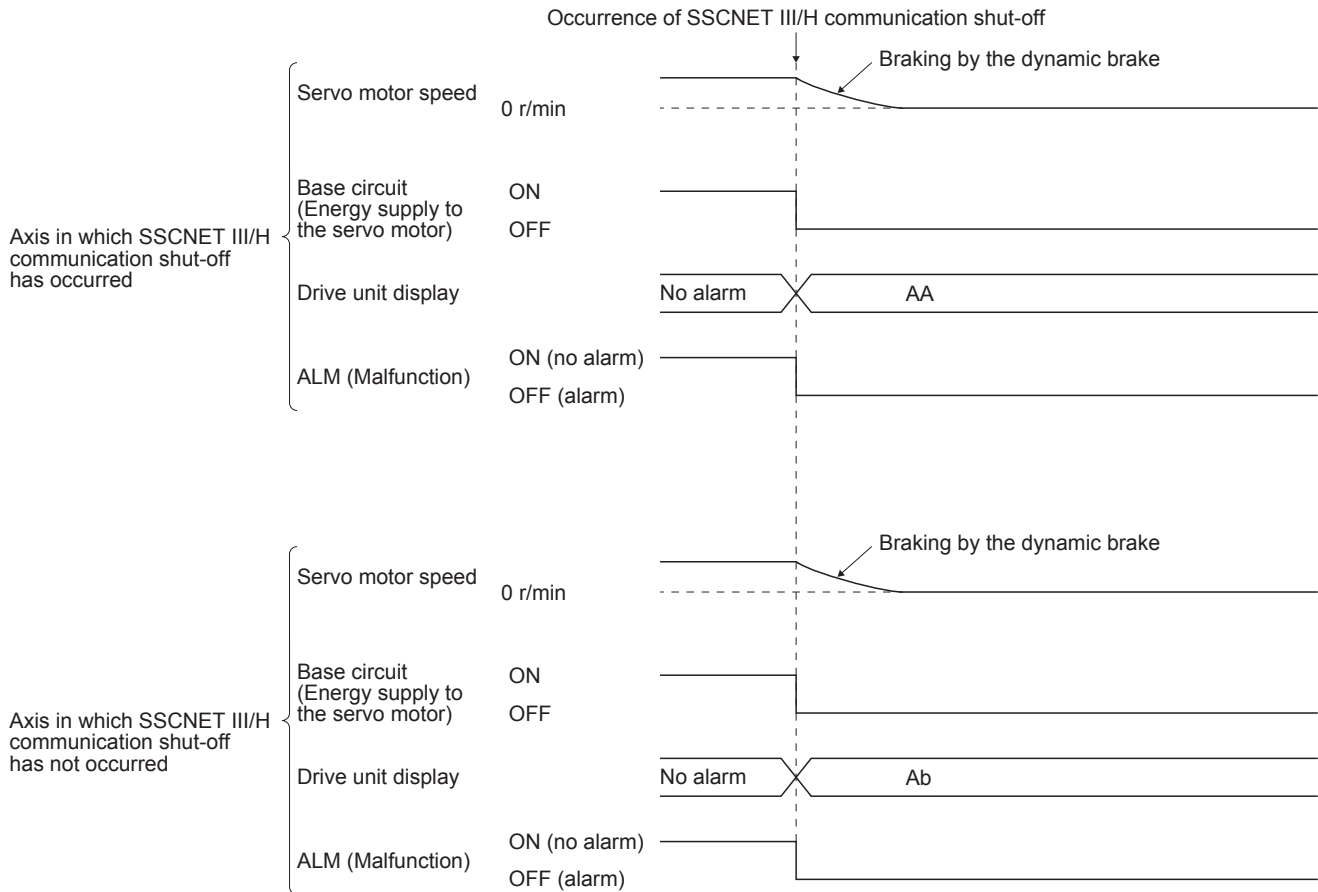 Occurrence of SSCNET III/H communication shut-off
Braking by the dynamic brake
Servo motor speed
0 r/min
Axis in which SSCNET III/H
communication shut-off
has occurred
Base circuit
(Energy supply to
the servo motor)
ON
OFF
Drive unit display
No alarm
AA
ALM (Malfunction)
ON (no alarm)
OFF (alarm)
Braking by the dynamic brake
Servo motor speed
0 r/min
Axis in which SSCNET III/H
communication shut-off
has not occurred
Base circuit
(Energy supply to
the servo motor)
ON
OFF
Drive unit display
No alarm
Ab
ALM (Malfunction)
ON (no alarm)
OFF (alarm)